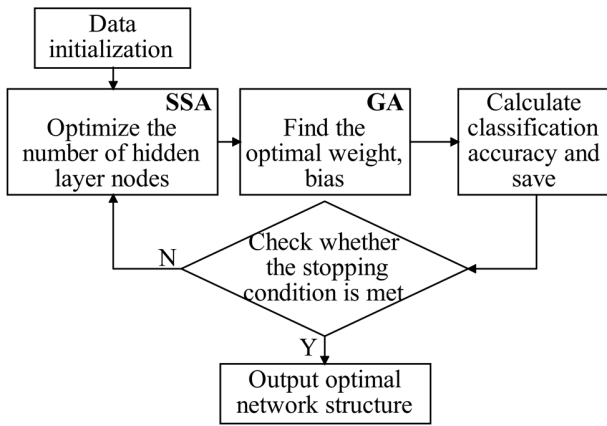 Data
initialization
SSA
Optimize the
number of hidden
layer nodes
GA
Find the
optimal weight,
bias
Calculate
classification
accuracy and
save
Check whether
the stopping
condition is met
N
Y
Output optimal
network structure